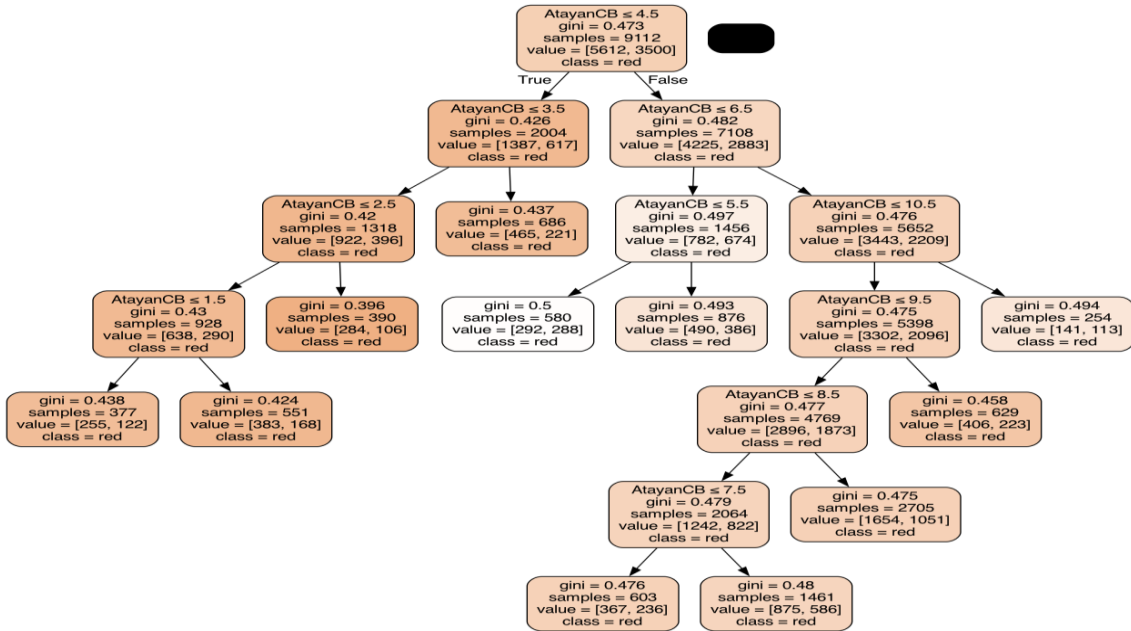 AtayanCB ≤ 4.5
gini = 0.473
samples = 9112
value = [5612, 3500]
class = red
True
False
AtayanCB ≤ 3.5
gini = 0.426
samples = 2004
value = [1387, 617]
class = red
AtayanCB ≤ 6.5
gini = 0.482
samples = 7108
value = [4225, 2883]
class = red
AtayanCB ≤ 2.5
gini = 0.42
samples = 1318
value = [922, 396]
class = red
gini = 0.437
samples = 686
value = [465, 221]
class = red
AtayanCB ≤ 5.5
gini = 0.497
samples = 1456
value = [782, 674]
class = red
AtayanCB ≤ 10.5
gini = 0.476
samples = 5652
value = [3443, 2209]
class = red
AtayanCB ≤ 1.5
gini = 0.43
samples = 928
value = [638, 290]
class = red
gini = 0.396
samples = 390
value = [284, 106]
class = red
gini = 0.5
samples = 580
value = [292, 288]
class = red
gini = 0.493
samples = 876
value = [490, 386]
class = red
AtayanCB ≤ 9.5
gini = 0.475
samples = 5398
value = [3302, 2096]
class = red
gini = 0.494
samples = 254
value = [141, 113]
class = red
gini = 0.438
samples = 377
value = [255, 122]
class = red
gini = 0.424
samples = 551
value = [383, 168]
class = red
AtayanCB ≤ 8.5
gini = 0.477
samples = 4769
value = [2896, 1873]
class = red
gini = 0.458
samples = 629
value = [406, 223]
class = red
AtayanCB ≤ 7.5
gini = 0.479
samples = 2064
value = [1242, 822]
class = red
gini = 0.475
samples = 2705
value = [1654, 1051]
class = red
gini = 0.476
samples = 603
value = [367, 236]
class = red
gini = 0.48
samples = 1461
value = [875, 586]
class = red